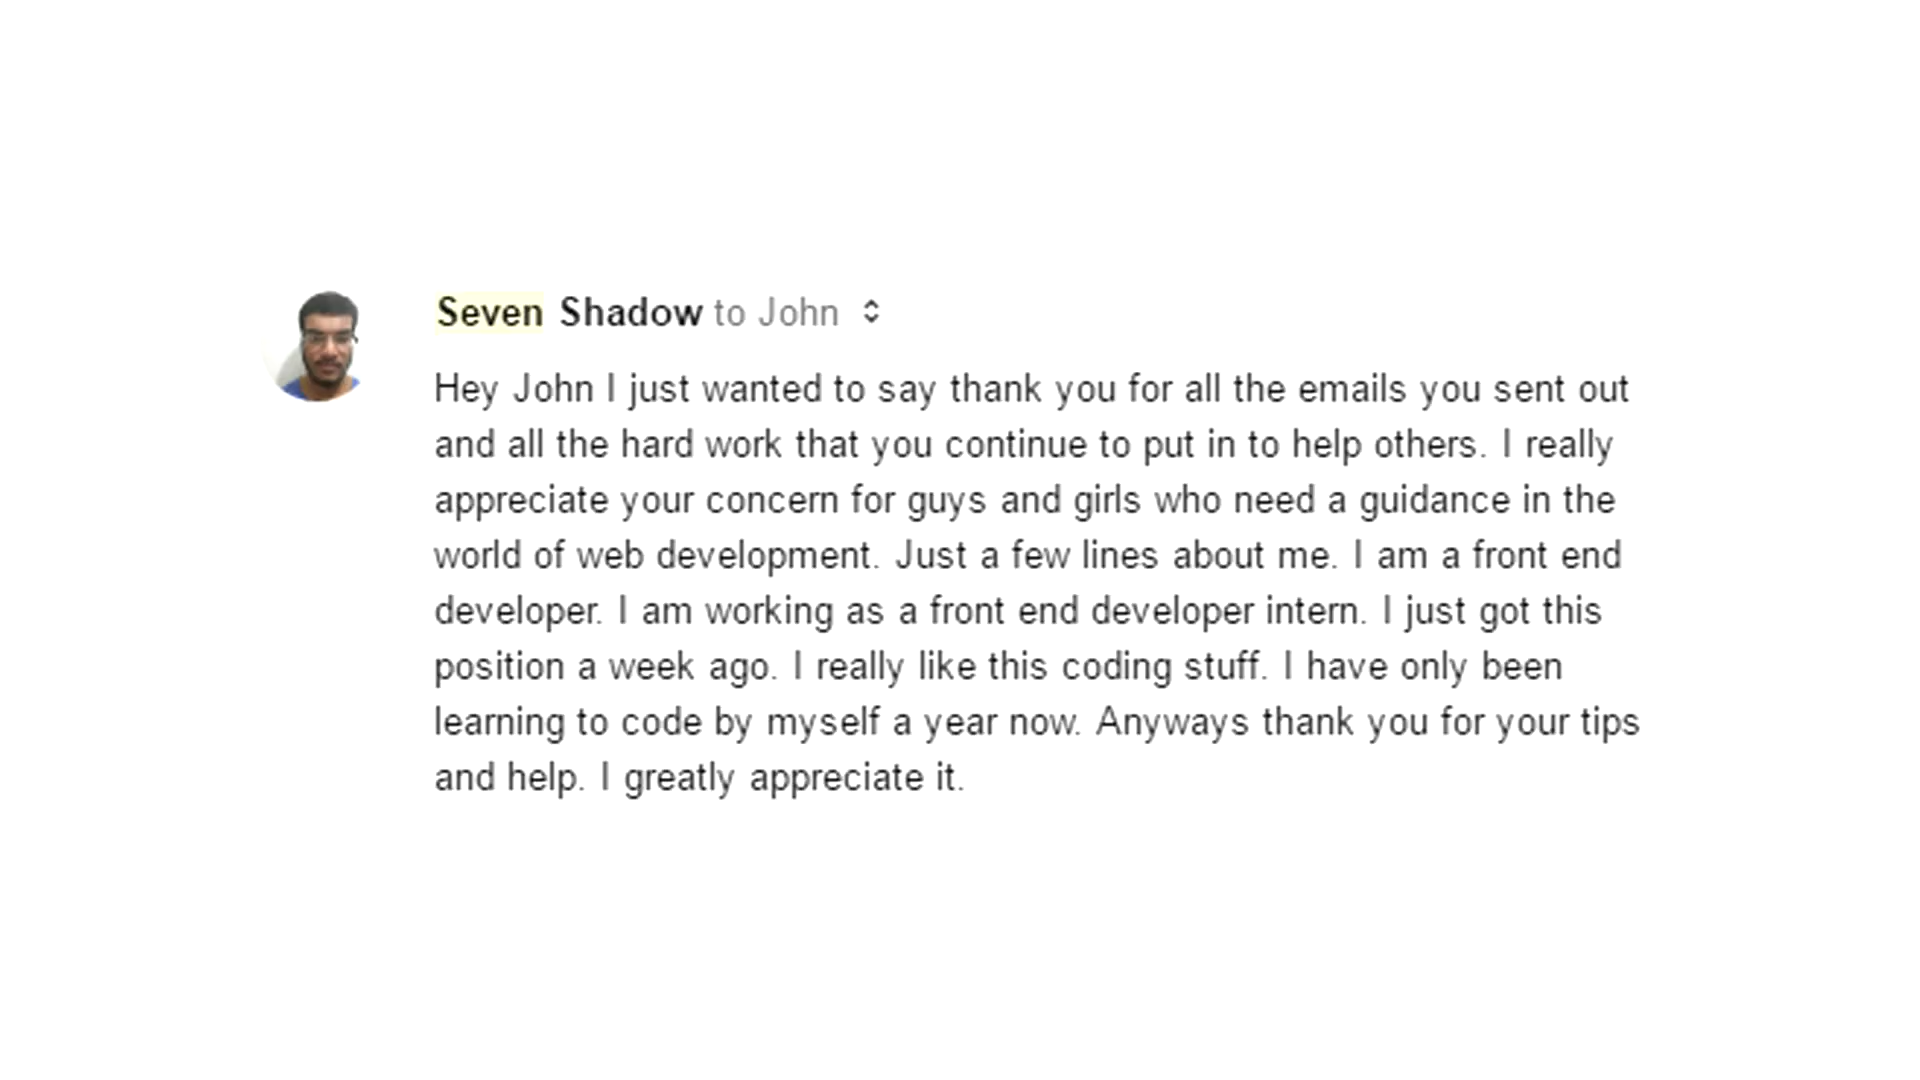 Seven Shadow to John
Hey John I just wanted to say thank you for all the emails you sent out
and all the hard work that you continue to put in to help others. I really
appreciate your concern for guys and girls who need a guidance in the
world of web development. Just a few lines about me. I am a front end
developer. I am working as a front end developer intern. I just got this
position a week ago. I really like this coding stuff. I have only been
learning to code by myself a year now. Anyways thank you for your tips
and help. I greatly appreciate it.